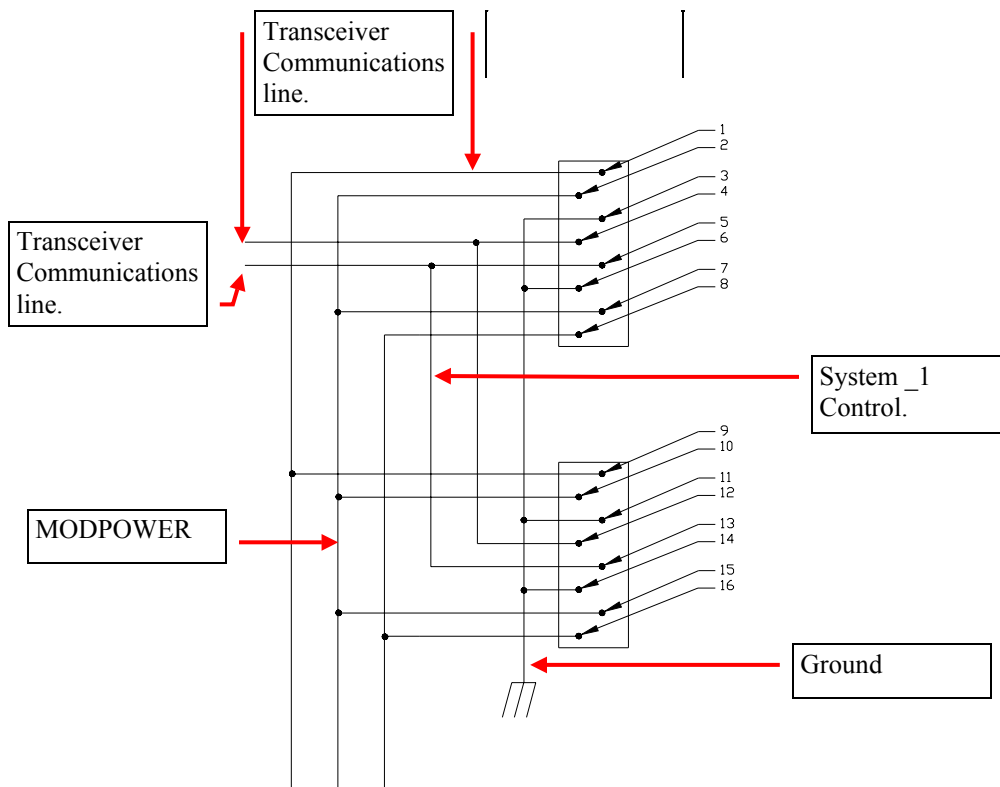 Transceiver
Communications
line.
1
2
3
4
5
6
7
8
Transceiver
Communications
line.
System _1
Control.
9
10
11
12
13
14
15
16
MODPOWER
Ground